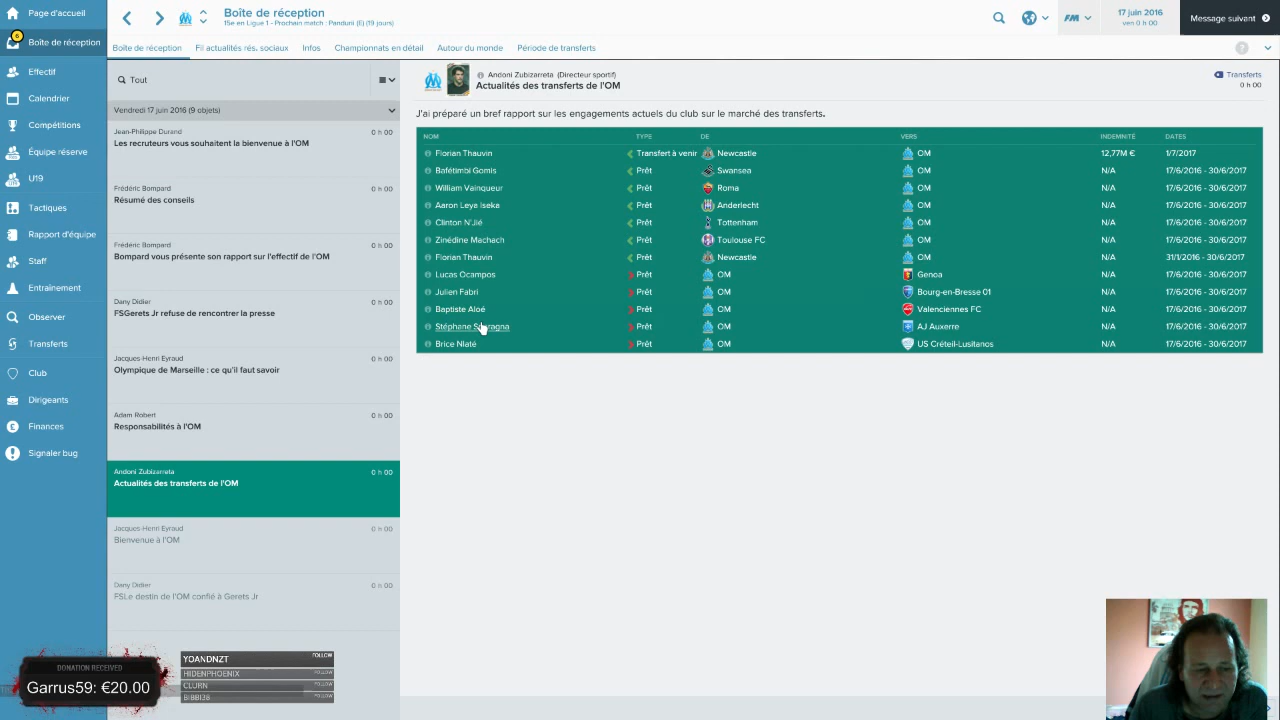 Page d'accueil
Boîte de réception
6
Effectif
Calendrier
Compétitions
Équipe réserve
U19
Tactiques
Rapport d'équipe
Staff
Entraînement
Observer
Transferts
Club
Dirigeants
Finances
Signaler bug
Boîte de réception
15e en Ligue 1 - Prochain match : Panduni (E) (19 jours)
FM
17 juin 2016
ven 0 h 00
Message suivant
Boîte de réception Fil actualités rés. sociaux Infos Championnats en détail Autour du monde Période de transferts
Tout
Vendredi 17 juin 2016 (9 objets)
Jean-Philippe Durand 0 h 00
Les recruteurs vous souhaitent la bienvenue à l'OM
Frédéric Bompard 0 h 00
Résumé des conseils
Frédéric Bompard 0 h 00
Bompard vous présente son rapport sur l'effectif de l'OM
Dany Didier 0 h 00
FSGerets Jr refuse de rencontrer la presse
Jacques-Henri Eyraud 0 h 00
Olympique de Marseille : ce qu'il faut savoir
Adam Robert 0 h 00
Responsabilités à l'OM
Andoni Zubizarreta 0 h 00
Actualités des transferts de l'OM
Jacques-Henri Eyraud 0 h 00
Bienvenue à l'OM
Dany Didier 0 h 00
FSLe destin de l'OM confié à Gerets Jr
Andoni Zubizarreta (Directeur sportif)
Actualités des transferts de l'OM
Transferts
0 h 00
J'ai préparé un bref rapport sur les engagements actuels du club sur le marché des transferts.
NOM TYPE DE VERS INDEMNITÉ DATES
Florian Thauvin Transfert à venir Newcastle OM 12,77M € 1/7/2017
Bafétimbi Gomis Prêt Swansea OM N/A 17/6/2016 - 30/6/2017
William Vainqueur Prêt Roma OM N/A 17/6/2016 - 30/6/2017
Aaron Leya Iseka Prêt Anderlecht OM N/A 17/6/2016 - 30/6/2017
Clinton N'Jié Prêt Tottenham OM N/A 17/6/2016 - 30/6/2017
Zinédine Machach Prêt Toulouse FC OM N/A 17/6/2016 - 30/6/2017
Florian Thauvin Prêt Newcastle OM N/A 31/1/2016 - 30/6/2017
Lucas Ocampos Prêt OM Genoa N/A 17/6/2016 - 30/6/2017
Julien Fabri Prêt OM Bourg-en-Bresse 01 N/A 17/6/2016 - 30/6/2017
Baptiste Aloé Prêt OM Valenciennes FC N/A 17/6/2016 - 30/6/2017
Stéphane Prêt OM AJ Auxerre N/A 17/6/2016 - 30/6/2017
Brice Nlaté Prêt OM US Créteil-Lusitanos N/A 17/6/2016 - 30/6/2017
DONATION RECEIVED
Garrus59: €20.00
YOANDNZT FOLLOW
HIDENPHOENIX FOLLOW
CLURN FOLLOW
BIBBI38 FOLLOW